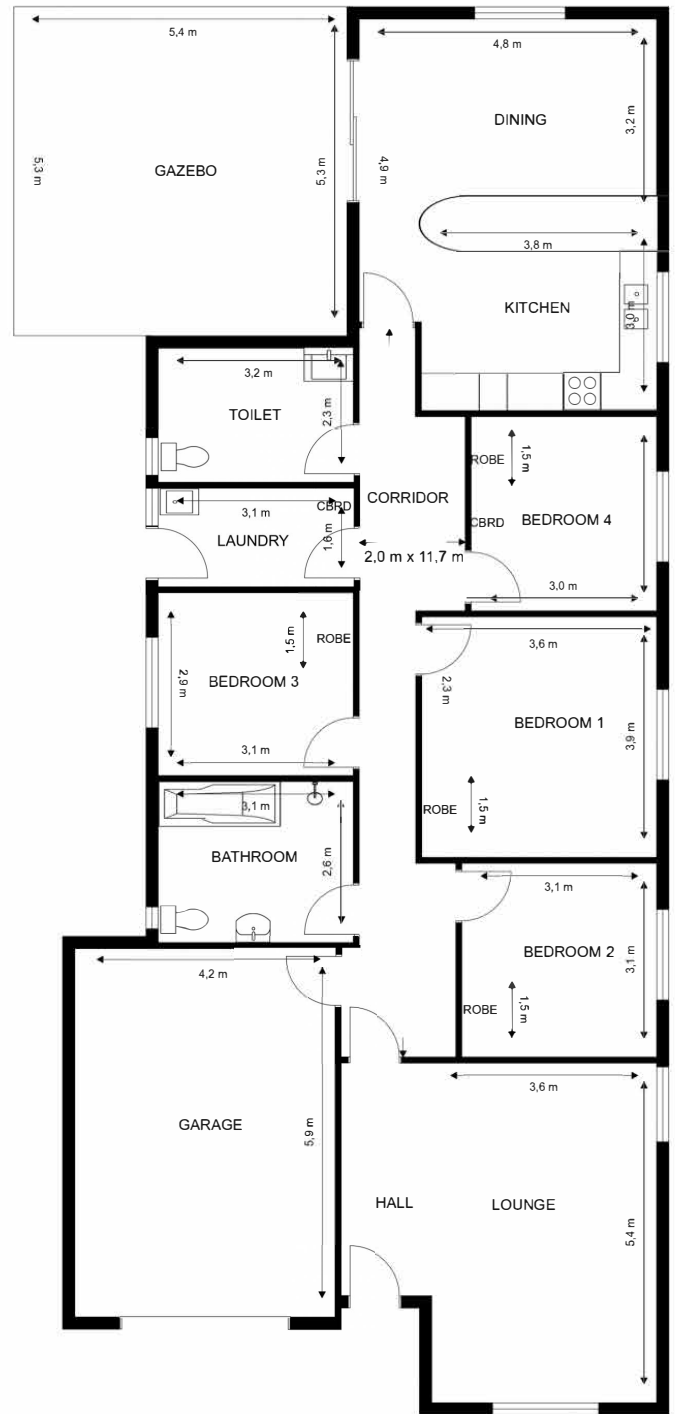 5,4 m
4,8 m
DINING
3,2 m
5,3 m
GAZEBO
5,3 m
4,9 m
3,8 m
KITCHEN
3,0 m
3,2 m
TOILET
2,3 m
CORRIDOR
ROBE
1,5 m
CBRD
BEDROOM 4
3,1 m
CBRD
LAUNDRY
1,6 m
2,0 m x 11,7 m
3,0 m
1,5 m
ROBE
3,6 m
2,9 m
BEDROOM 3
2,3 m
BEDROOM 1
3,9 m
3,1 m
3,1 m
ROBE
1,5 m
BATHROOM
2,6 m
3,1 m
BEDROOM 2
3,1 m
4,2 m
ROBE
1,5 m
3,6 m
GARAGE
5,9 m
HALL
LOUNGE
5,4 m